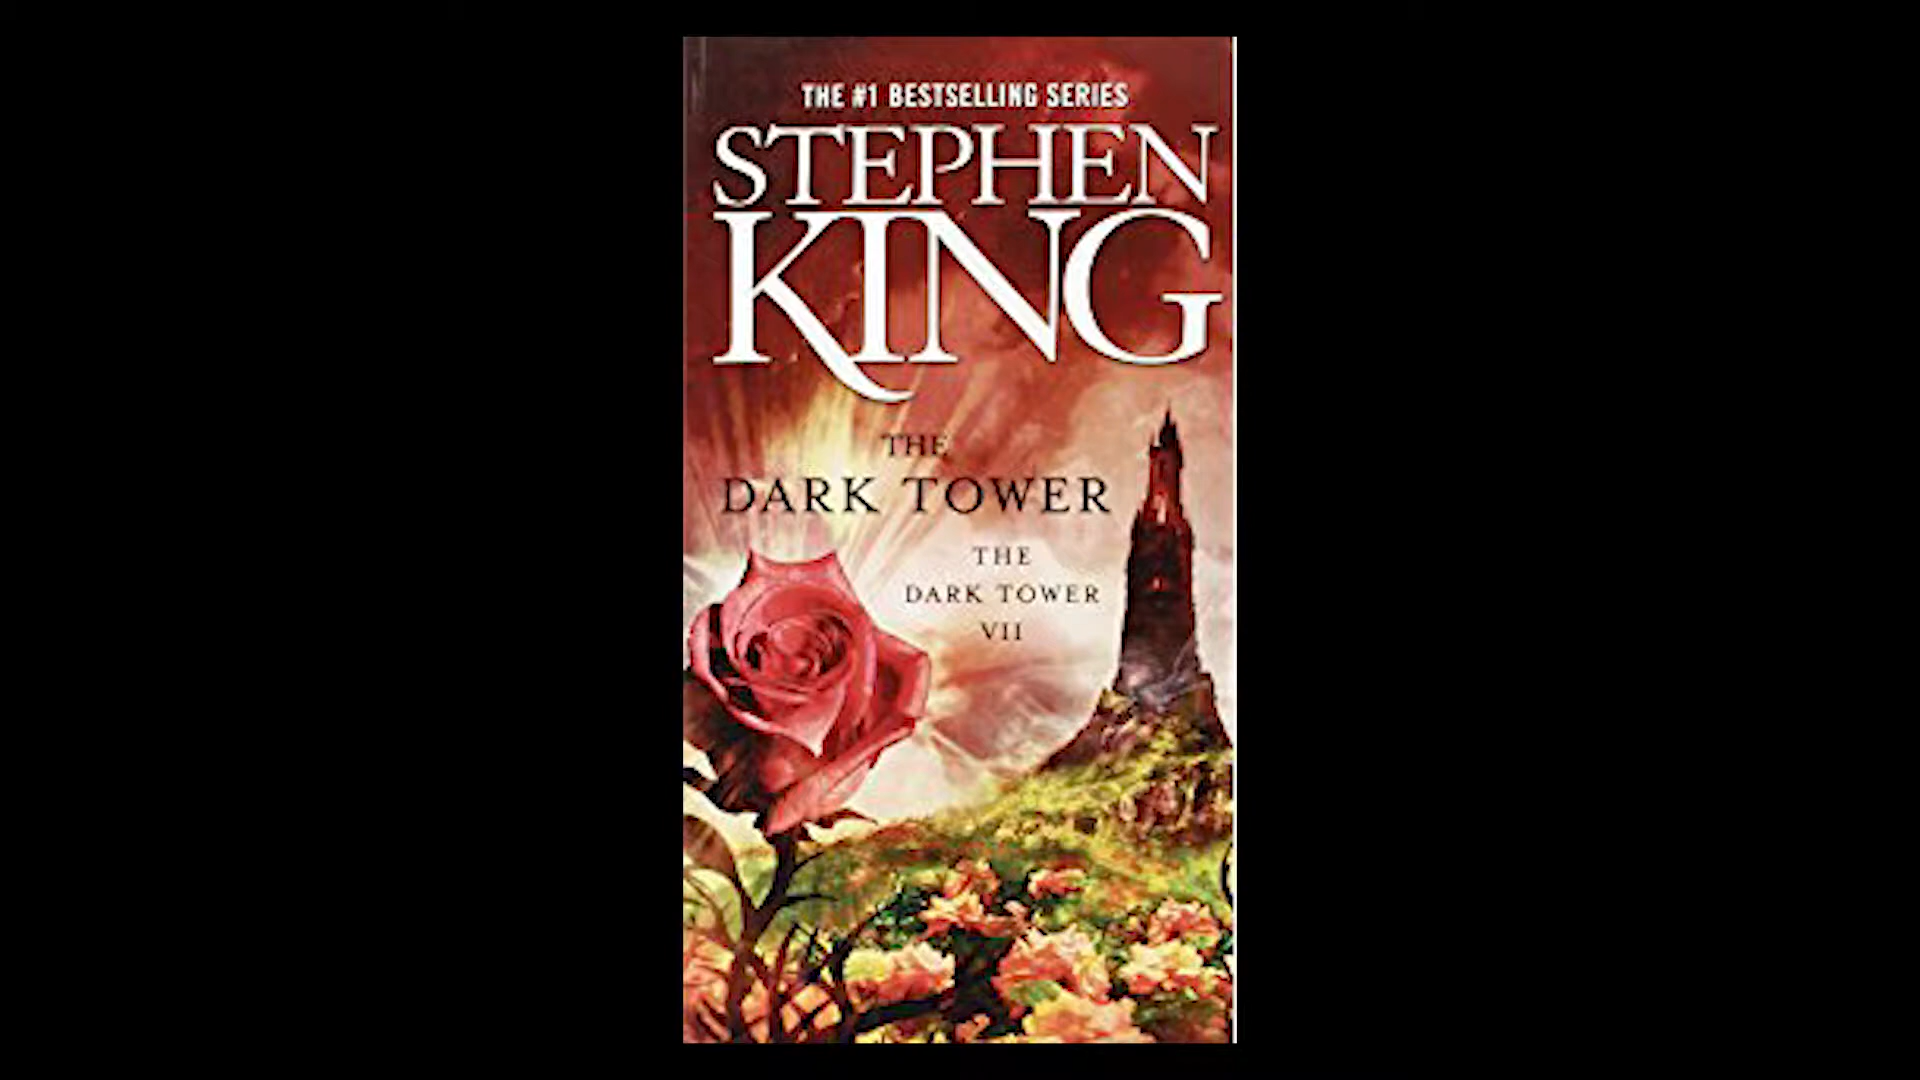 THE #1 BESTSELLING SERIES
STEPHEN
KING
THE
DARK TOWER
THE
DARK TOWER
VII